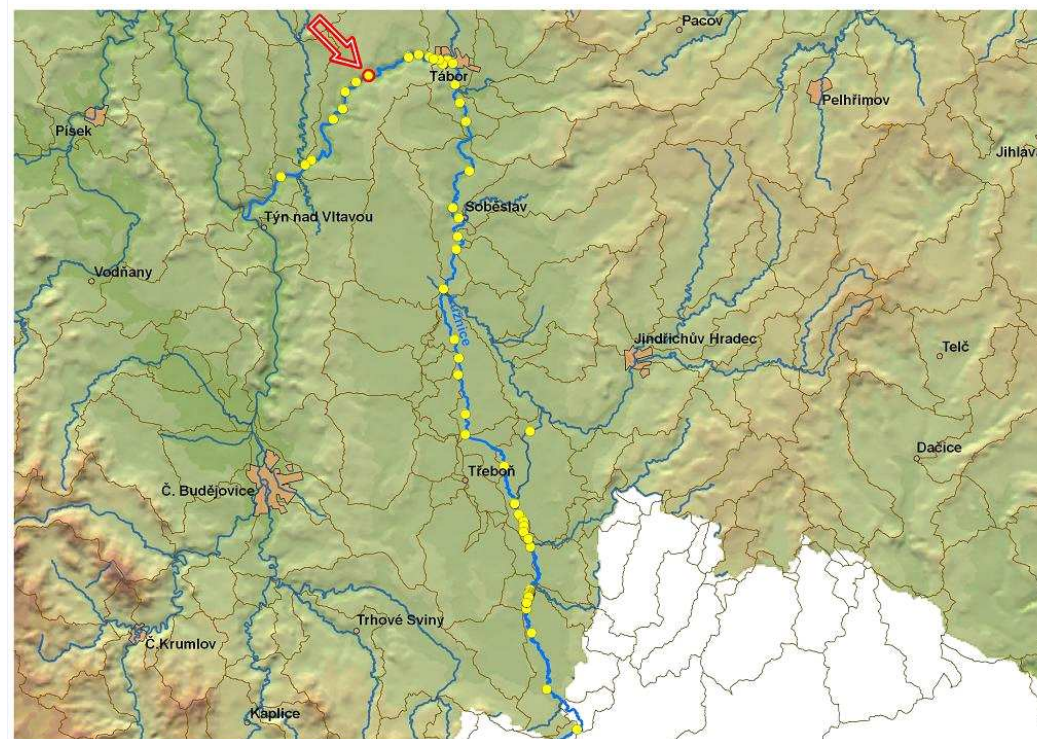 Pacov
Tábor
Pelhřimov
Písek
Jihlava
Soběslav
Týn nad Vltavou
Vodňany
Jindřichův Hradec
Telč
Dačice
Třeboň
Č. Budějovice
Trhové Sviny
Č.Krumlov
Kaplice